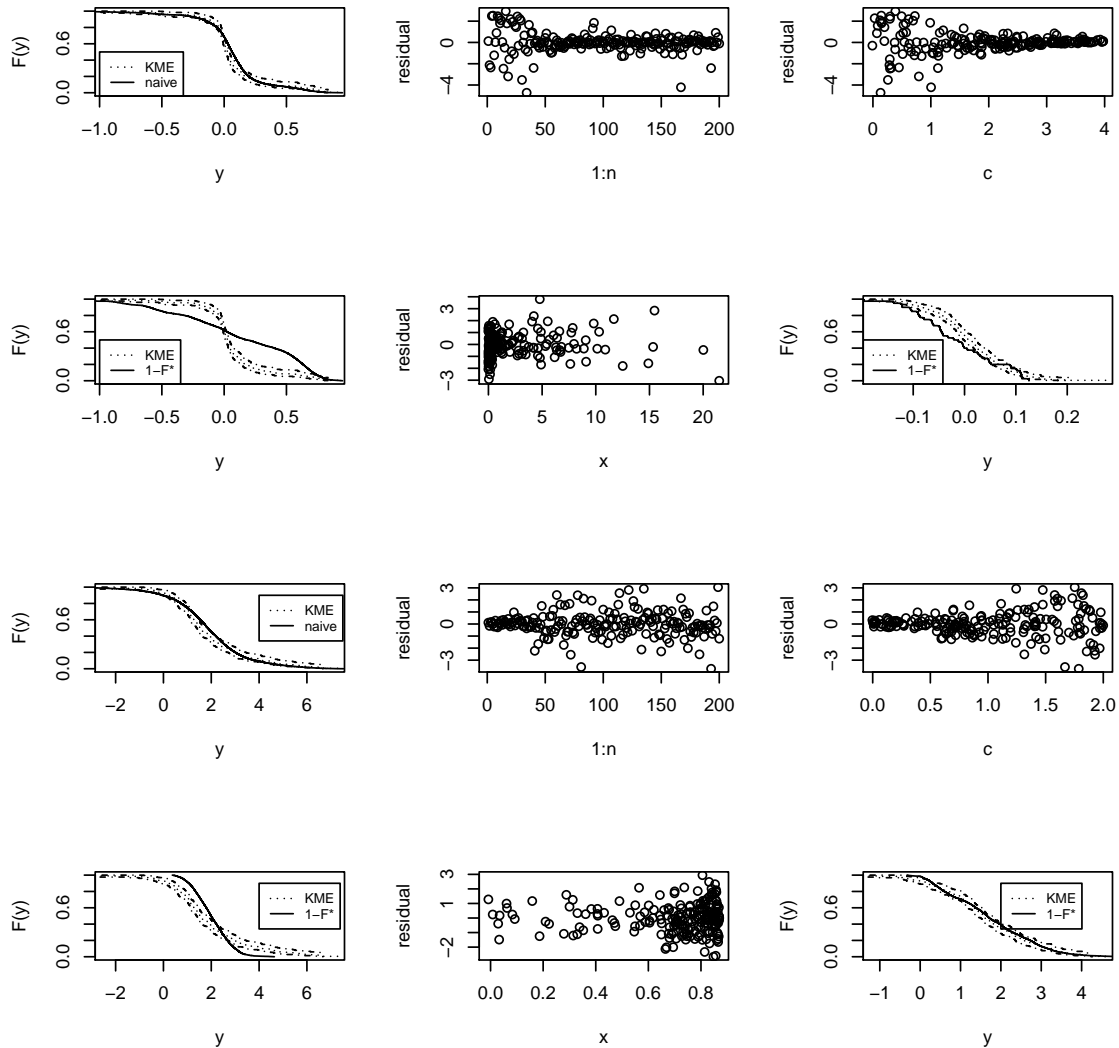 F(y)
0.0 0.6
KME
naive
−1.0 −0.5 0.0 0.5
y
residual
−4 0
0 50 100 150 200
1:n
residual
−4 0
0 1 2 3 4
c
F(y)
0.0 0.6
KME
1−F*
−1.0 −0.5 0.0 0.5
y
residual
−3 0 3
0 5 10 15 20
x
F(y)
0.0 0.6
KME
1−F*
−0.1 0.0 0.1 0.2
y
F(y)
0.0 0.6
KME
naive
−2 0 2 4 6
y
residual
−3 0 3
0 50 100 150 200
1:n
residual
−3 0 3
0.0 0.5 1.0 1.5 2.0
c
F(y)
0.0 0.6
KME
1−F*
−2 0 2 4 6
y
residual
−2 1 3
0.0 0.2 0.4 0.6 0.8
x
F(y)
0.0 0.6
KME
1−F*
−1 0 1 2 3 4
y